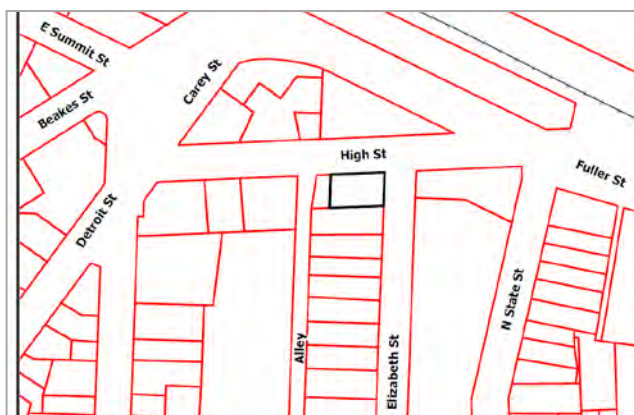 E Summit St
Beakes St
Carey St
High St
Fuller St
Detroit St
N State St
Alley
Elizabeth St